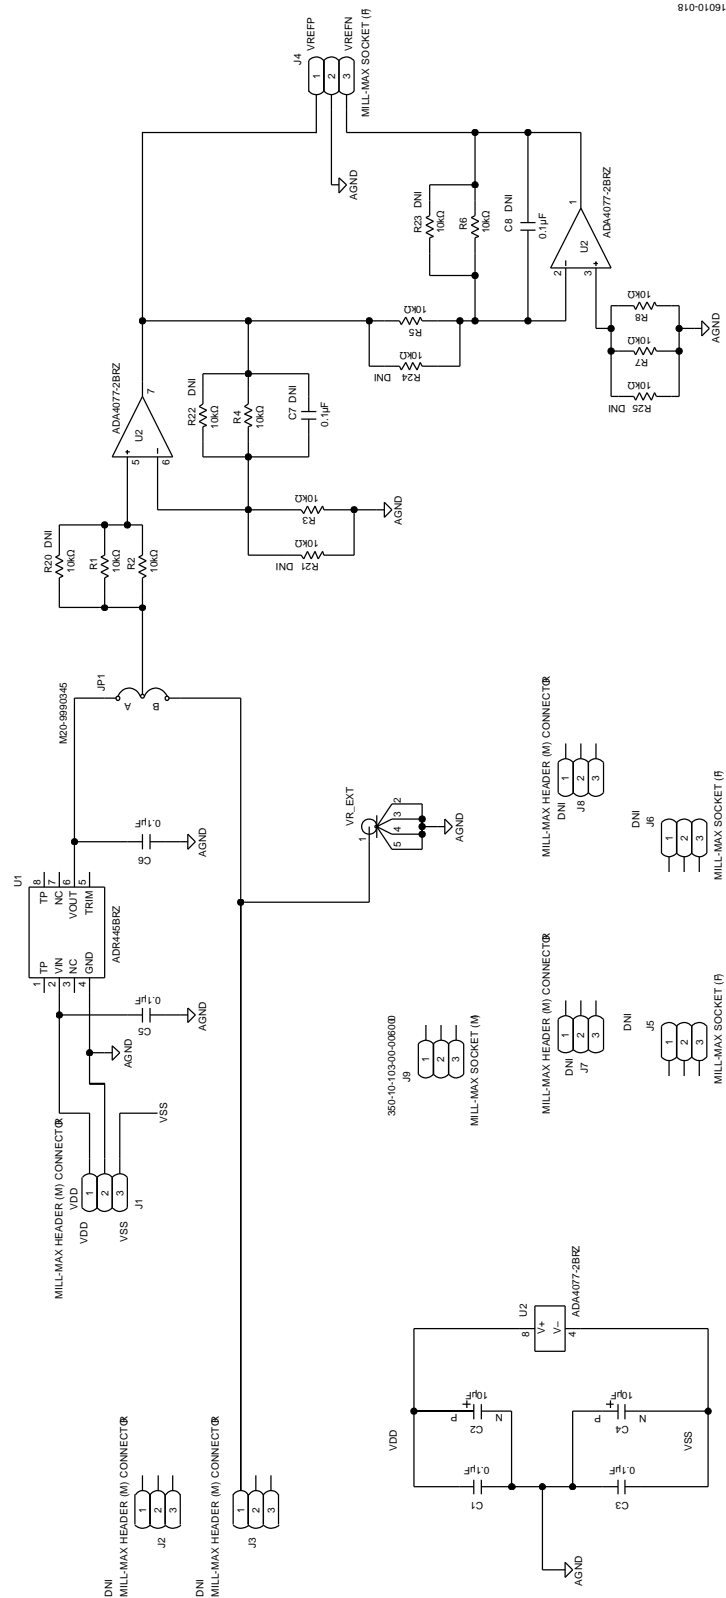 16010-018
J4
VREFP
VREFN
MILL-MAX SOCKET (F)
1
2
3
AGND
R23 DNI
10kΩ
R6
10kΩ
C8 DNI
0.1µF
1
ADA4077-2BRZ
U2
2
3
–
+
R5
10kΩ
R24
10kΩ
DNI
R8
10kΩ
R7
10kΩ
R25
10kΩ
DNI
AGND
ADA4077-2BRZ
7
U2
5
6
+
–
R22 DNI
10kΩ
R4
10kΩ
C7 DNI
0.1µF
R3
10kΩ
R21
10kΩ
DNI
AGND
R20 DNI
10kΩ
R1
10kΩ
R2
10kΩ
M20-9990345
JP1
A
B
C6
0.1µF
AGND
VR_EXT
1
2
3
4
5
AGND
U1
8
7
6
5
TP
NC
VOUT
TRIM
ADR445BRZ
TP
VIN
NC
GND
1
2
3
4
C5
0.1µF
AGND
AGND
VSS
MILL-MAX HEADER (M) CONNECTOR
VDD
VDD
VSS
1
2
3
J1
MILL-MAX HEADER (M) CONNECTOR
DNI
1
2
3
J8
DNI
J6
1
2
3
MILL-MAX SOCKET (F)
350-10-103-00-006000
J9
1
2
3
MILL-MAX SOCKET (M)
MILL-MAX HEADER (M) CONNECTOR
DNI
1
2
3
J7
DNI
J5
1
2
3
MILL-MAX SOCKET (F)
U2
ADA4077-2BRZ
8
4
V+
V–
VDD
VSS
C2
10µF
P
+
N
C4
10µF
P
+
N
C1
0.1µF
C3
0.1µF
AGND
DNI
MILL-MAX HEADER (M) CONNECTOR
1
2
3
J2
DNI
MILL-MAX HEADER (M) CONNECTOR
1
2
3
J3